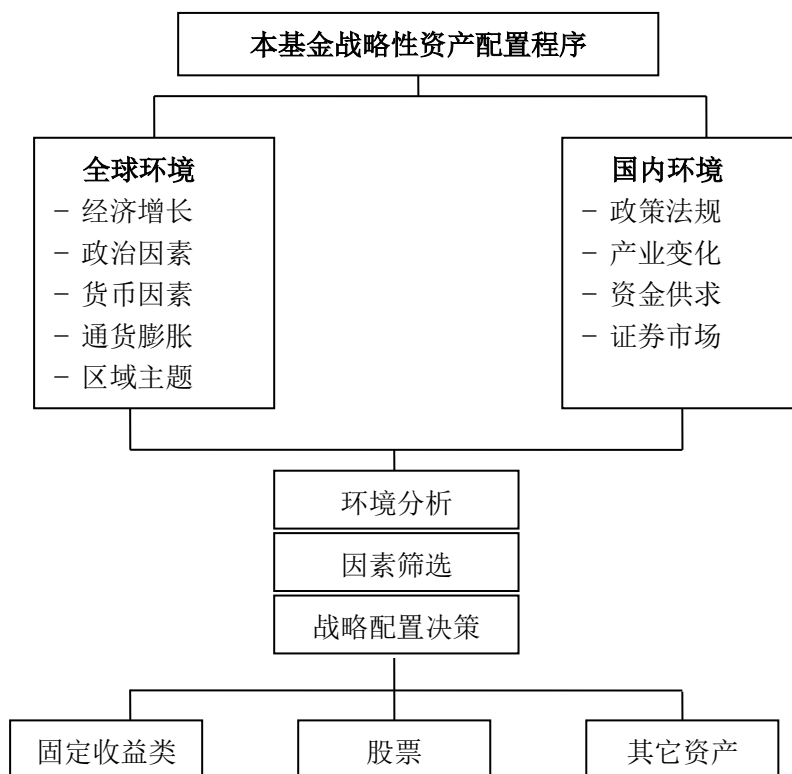 本基金战略性资产配置程序
全球环境
– 经济增长
– 政治因素
– 货币因素
– 通货膨胀
– 区域主题
国内环境
– 政策法规
– 产业变化
– 资金供求
– 证券市场
环境分析
因素筛选
战略配置决策
固定收益类
股票
其它资产